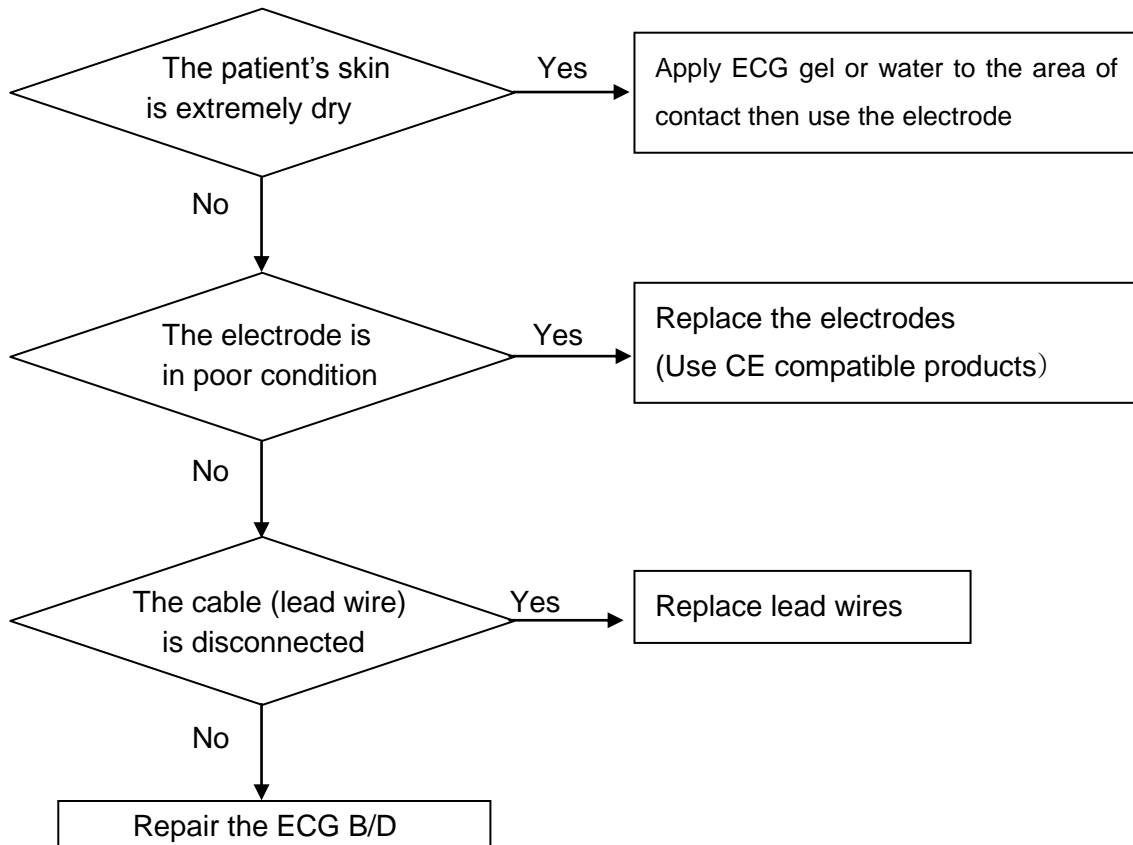 The patient’s skin
is extremely dry
Yes
Apply ECG gel or water to the area of
contact then use the electrode
No
The electrode is
in poor condition
Yes
Replace the electrodes
(Use CE compatible products）
No
The cable (lead wire)
is disconnected
Yes
Replace lead wires
No
Repair the ECG B/D